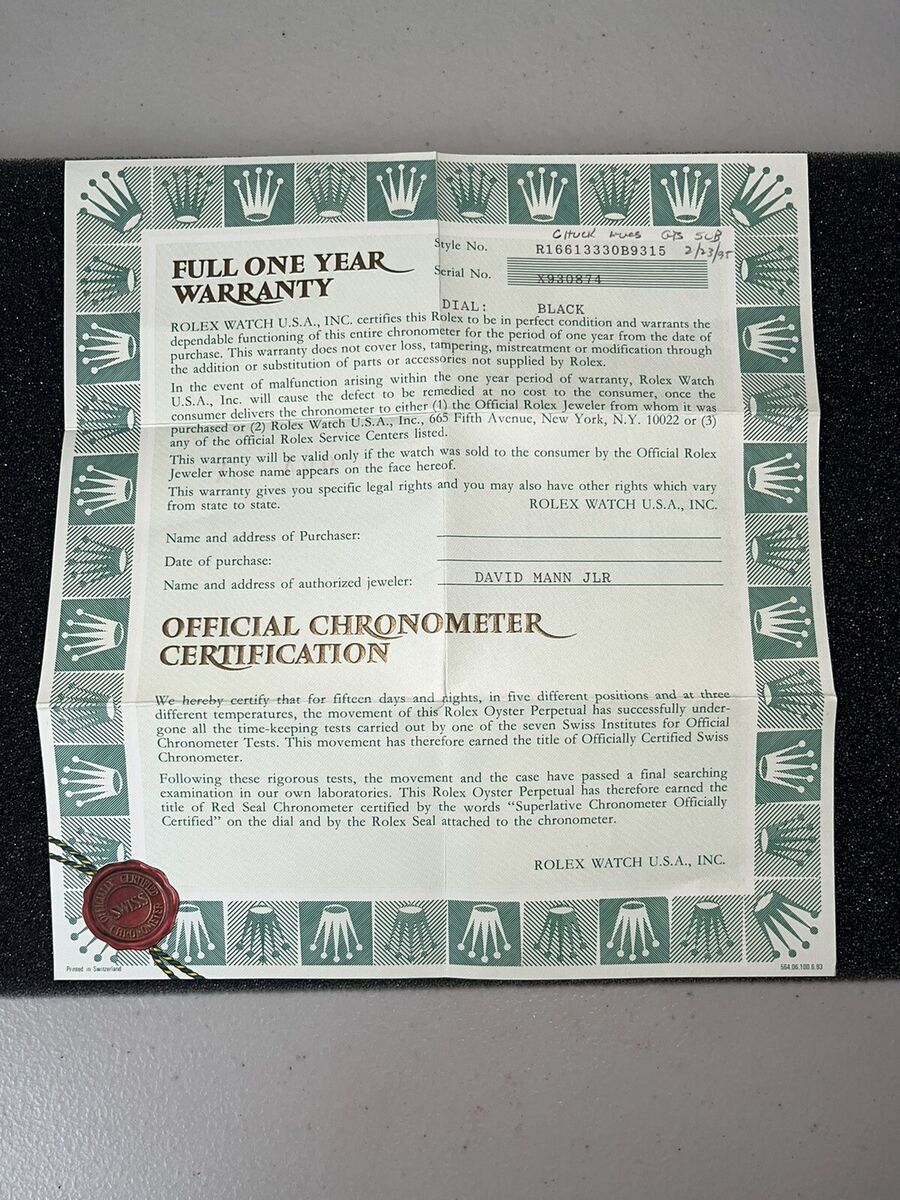 Chuck GTS SUB
Style No. R16613330B9315 2/23/95
FULL ONE YEAR
WARRANTY
Serial No. X930874
DIAL: BLACK
ROLEX WATCH U.S.A., INC. certifies this Rolex to be in perfect condition and warrants the
dependable functioning of this entire chronometer for the period of one year from the date of
purchase. This warranty does not cover loss, tampering, mistreatment or modification through
the addition or substitution of parts or accessories not supplied by Rolex.
In the event of malfunction arising within the one year period of warranty, Rolex Watch
U.S.A., Inc. will cause the defect to be remedied at no cost to the consumer, once the
consumer delivers the chronometer to either (1) the Official Rolex Jeweler from whom it was
purchased or (2) Rolex Watch U.S.A., Inc., 665 Fifth Avenue, New York, N.Y. 10022 or (3)
any of the official Rolex Service Centers listed.
This warranty will be valid only if the watch was sold to the consumer by the Official Rolex
Jeweler whose name appears on the face hereof.
This warranty gives you specific legal rights and you may also have other rights which vary
from state to state.
ROLEX WATCH U.S.A., INC.
Name and address of Purchaser:
Date of purchase:
Name and address of authorized jeweler: DAVID MANN JLR
OFFICIAL CHRONOMETER
CERTIFICATION
We hereby certify that for fifteen days and nights, in five different positions and at three
different temperatures, the movement of this Rolex Oyster Perpetual has successfully under-
gone all the time-keeping tests carried out by one of the seven Swiss Institutes for Official
Chronometer Tests. This movement has therefore earned the title of Officially Certified Swiss
Chronometer.
Following these rigorous tests, the movement and the case have passed a final searching
examination in our own laboratories. This Rolex Oyster Perpetual has therefore earned the
title of Red Seal Chronometer certified by the words “Superlative Chronometer Officially
Certified” on the dial and by the Rolex Seal attached to the chronometer.
ROLEX WATCH U.S.A., INC.
OFFICIALLY CERTIFIED
SWISS
CHRONOMETER
Printed in Switzerland
564.06.100.6.93